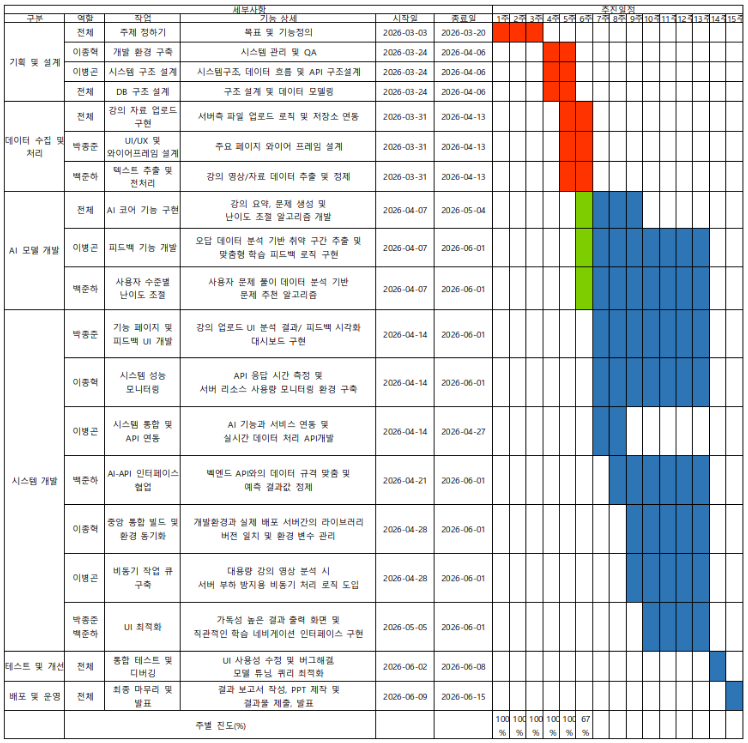 세부사항 추진일정
구분 역할 작업 기능 상세 시작일 종료일 1주 2주 3주 4주 5주 6주 7주 8주 9주 10주 11주 12주 13주 14주 15주
기획 및 설계
전체 주제 정하기 목표 및 기능정의 2026-03-03 2026-03-20
이종혁 개발 환경 구축 시스템 관리 및 QA 2026-03-24 2026-04-06
이병곤 시스템 구조 설계 시스템구조, 데이터 흐름 및 API 구조설계 2026-03-24 2026-04-06
전체 DB 구조 설계 구조 설계 및 데이터 모델링 2026-03-24 2026-04-06
데이터 수집 및
처리
전체 강의 자료 업로드
구현 서버측 파일 업로드 로직 및 저장소 연동 2026-03-31 2026-04-13
박종준 UI/UX 및
와이어프레임 설계 주요 페이지 와이어 프레임 설계 2026-03-31 2026-04-13
백준하 텍스트 추출 및
전처리 강의 영상/자료 데이터 추출 및 정제 2026-03-31 2026-04-13
AI 모델 개발
전체 AI 코어 기능 구현 강의 요약, 문제 생성 및
난이도 조절 알고리즘 개발 2026-04-07 2026-05-04
이병곤 피드백 기능 개발 오답 데이터 분석 기반 취약 구간 추출 및
맞춤형 학습 피드백 로직 구현 2026-04-07 2026-06-01
백준하 사용자 수준별
난이도 조절 사용자 문제 풀이 데이터 분석 기반
문제 추천 알고리즘 2026-04-07 2026-06-01
시스템 개발
박종준 기능 페이지 및
피드백 UI 개발 강의 업로드 UI 분석 결과/ 피드백 시각화
대시보드 구현 2026-04-14 2026-06-01
이종혁 시스템 성능
모니터링 API 응답 시간 측정 및
서버 리소스 사용량 모니터링 환경 구축 2026-04-14 2026-06-01
이병곤 시스템 통합 및
API 연동 AI 기능과 서비스 연동 및
실시간 데이터 처리 API개발 2026-04-14 2026-04-27
백준하 AI-API 인터페이스
협업 벡엔드 API와의 데이터 규격 맞춤 및
예측 결과값 정제 2026-04-21 2026-06-01
이종혁 중앙 통합 빌드 및
환경 동기화 개발환경과 실제 배포 서버간의 라이브러리
버전 일치 및 환경 변수 관리 2026-04-28 2026-06-01
이병곤 비동기 작업 큐
구축 대용량 강의 영상 분석 시
서버 부하 방지용 비동기 처리 로직 도입 2026-04-28 2026-06-01
박종준
백준하 UI 최적화 가독성 높은 결과 출력 화면 및
직관적인 학습 네비게이션 인터페이스 구현 2026-05-05 2026-06-01
테스트 및 개선 전체 통합 테스트 및
디버깅 UI 사용성 수정 및 버그해결,
모델 튜닝, 쿼리 최적화 2026-06-02 2026-06-08
배포 및 운영 전체 최종 마무리 및
발표 결과 보고서 작성, PPT 제작 및
결과물 제출, 발표 2026-06-09 2026-06-15
주별 진도(%) 100% 100% 100% 100% 100% 67%